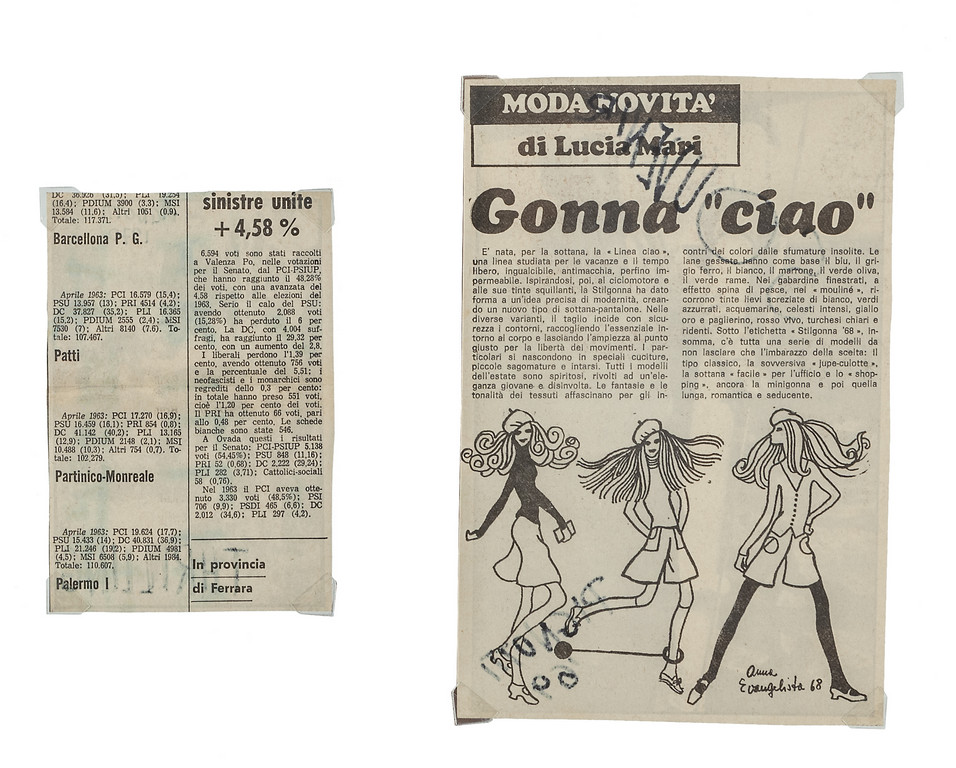 DC 36.926 (31,5); PLI 19.254
(16,4); PDIUM 3900 (3.3); MSI
13.584 (11,6); Altri 1051 (0.9).
Totale: 117.371.
Barcellona P. G.
Aprile 1963: PCI 16.579 (15,4);
PSU 13.957 (13); PRI 4514 (4.2);
DC 37.827 (35,2); PLI 16.365
(15,2); PDIUM 2555 (2.4); MSI
7530 (7); Altri 8140 (7.6). To-
tale: 107.467.
Patti
Aprile 1963: PCI 17.270 (16,9);
PSU 16.459 (16,1); PRI 854 (0,8);
DC 41.142 (40,2); PLI 13.165
(12,9); PDIUM 2148 (2,1); MSI
10.488 (10,3); Altri 754 (0,7). To-
tale: 102.279.
Partinico-Monreale
Aprile 1963: PCI 19.624 (17,7);
PSU 15.433 (14); DC 40.831 (36,9);
PLI 21.246 (19,2); PDIUM 4981
(4,5); MSI 6508 (5,9); Altri 1984.
Totale: 110.607.
Palermo I
sinistre unite
+4,58 %
6.594 voti sono stati raccolti
a Valenza Po, nelle votazioni
per il Senato, dal PCI-PSIUP,
che hanno raggiunto il 48,28%
dei voti, con una avanzata del
4,58 rispetto alle elezioni del
1963. Serio il calo del PSU:
avendo ottenuto 2.088 voti
(15,28%) ha perduto il 6 per
cento. La DC, con 4.004 suf-
fragi, ha raggiunto il 29,32 per
cento, con un aumento del 2,8.
I liberali perdono l'1,39 per
cento, avendo ottenuto 756 voti
e la percentuale del 5,51; i
neofascisti e i monarchici sono
regrediti dello 0,3 per cento:
in totale hanno preso 551 voti,
cioè l'1,20 per cento dei voti.
Il PRI ha ottenuto 66 voti, pari
allo 0,48 per cento. Le schede
bianche sono state 546.
A Ovada questi i risultati
per il Senato: PCI-PSIUP 5.138
voti (54,45%); PSU 848 (11,16);
PRI 52 (0,68); DC 2.222 (29,24);
PLI 282 (3,71); Cattolici-sociali
58 (0,76).
Nel 1963 il PCI aveva otte-
nuto 3.330 voti (48,5%); PSI
706 (9,9); PSDI 465 (6,6); DC
2.012 (34,6); PLI 297 (4,2).
In provincia
di Ferrara
MODA NOVITA'
di Lucia Mari
Gonna "ciao"
E' nata, per la sottana, la « Linea ciao »,
una linea studiata per le vacanze e il tempo
libero, ingualcibile, antimacchia, perfino im-
permeabile. Ispirandosi, poi, al ciclomotore e
alle sue tinte squillanti, la Stilgonna ha dato
forma a un'idea precisa di modernità, crean-
do un nuovo tipo di sottana-pantalone. Nelle
diverse varianti, il taglio incide con sicu-
rezza i contorni, raccogliendo l'essenziale in-
torno al corpo e lasciando l'ampiezza al punto
giusto per la libertà dei movimenti. I par-
ticolari si nascondono in speciali cuciture,
piccole sagomature e intarsi. Tutti i modelli
dell'estate sono spiritosi, rivolti ad un'ele-
ganza giovane e disinvolta. Le fantasie e le
tonalità dei tessuti affascinano per gli in-
contri dei colori dalle sfumature insolite. Le
lane gessate hanno come base il blu, il gri-
gio ferro, il bianco, il marrone, il verde oliva,
il verde rame. Nei gabardine finestrati, a
effetto spina di pesce, nei « mouliné », ri-
corrono tinte lievi screziate di bianco, verdi
azzurrati, acquemarine, celesti intensi, giallo
oro e paglierino, rosso vivo, turchesi chiari e
ridenti. Sotto l'etichetta « Stilgonna '68 », in-
somma, c'è tutta una serie di modelli da
non lasciare che l'imbarazzo della scelta: Il
tipo classico, la sovversiva « jupe-culotte »,
la sottana « facile » per l'ufficio e lo « shop-
ping », ancora la minigonna e poi quella
lunga, romantica e seducente.
Anna
Evangelista 68